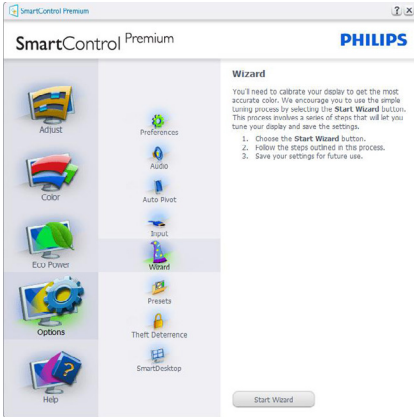 SmartControl Premium
?
SmartControl Premium
PHILIPS
Adjust
Color
Eco Power
Options
Help
Preferences
Audio
Auto Pivot
Input
Wizard
Presets
Theft Deterrence
SmartDesktop
Wizard
You'll need to calibrate your display to get the most
accurate color. We encourage you to use the simple
tuning process by selecting the Start Wizard button.
This process involves a series of steps that will let you
tune your display and save the settings.
1. Choose the Start Wizard button.
2. Follow the steps outlined in this process.
3. Save your settings for future use.
Start Wizard